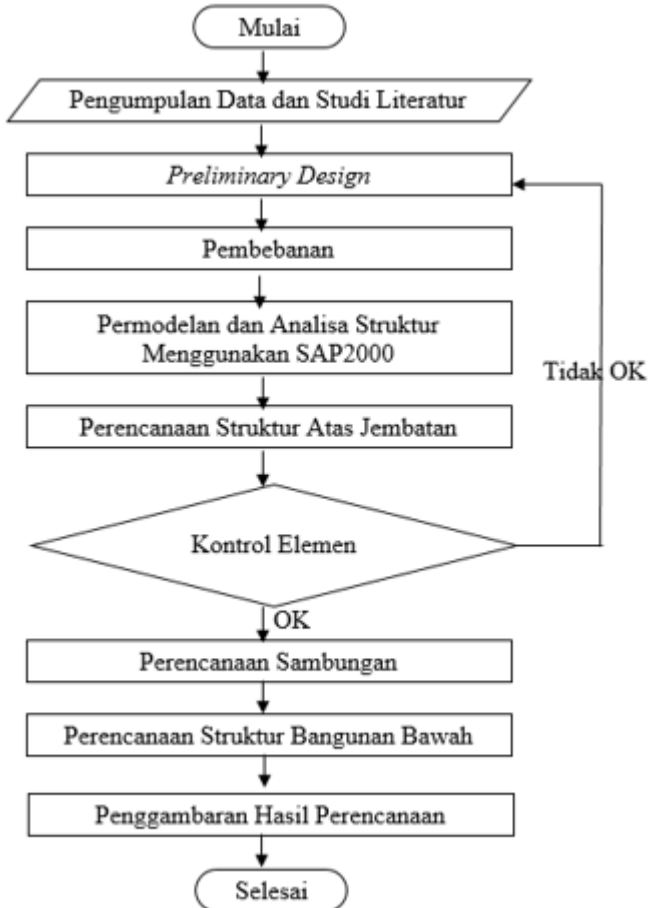 Mulai
Pengumpulan Data dan Studi Literatur
Preliminary Design
Pembebanan
Permodelan dan Analisa Struktur
Menggunakan SAP2000
Tidak OK
Perencanaan Struktur Atas Jembatan
Kontrol Elemen
OK
Perencanaan Sambungan
Perencanaan Struktur Bangunan Bawah
Penggambaran Hasil Perencanaan
Selesai